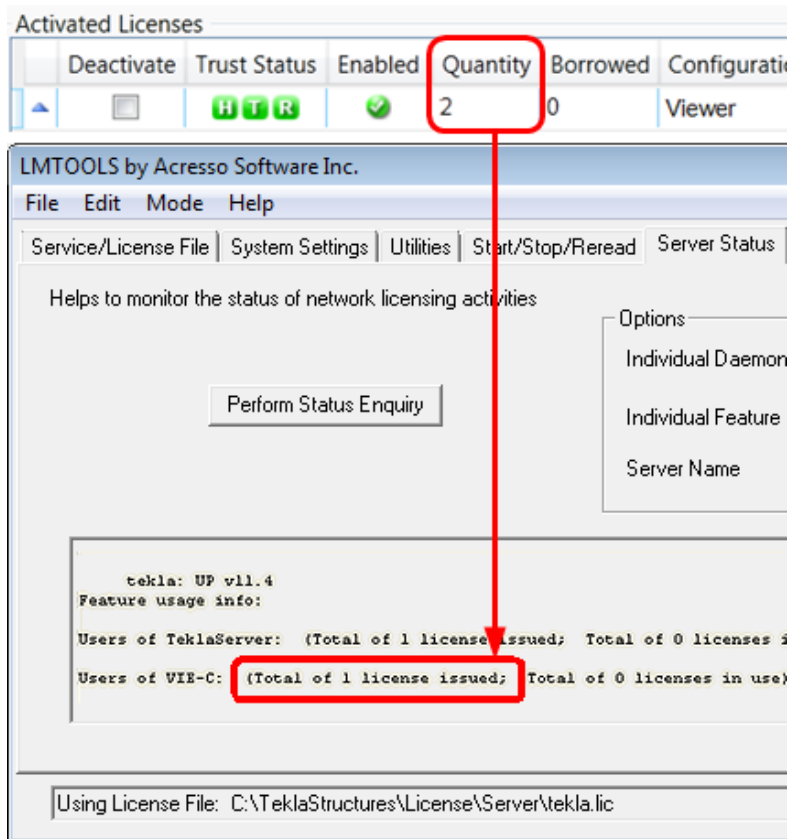 Activated Licenses
Deactivate Trust Status Enabled Quantity Borrowed Configurati
H T R 2 0 Viewer
LMTOOLS by Acresso Software Inc.
File Edit Mode Help
Service/License File System Settings Utilities Start/Stop/Reread Server Status
Helps to monitor the status of network licensing activities
Options
Individual Daemon
Perform Status Enquiry
Individual Feature
Server Name
tekla: UP v11.4
Feature usage info:
Users of TeklaServer: (Total of 1 license issued; Total of 0 licenses i
Users of VIE-C: (Total of 1 license issued; Total of 0 licenses in use)
Using License File: C:\TeklaStructures\License\Server\tekla.lic